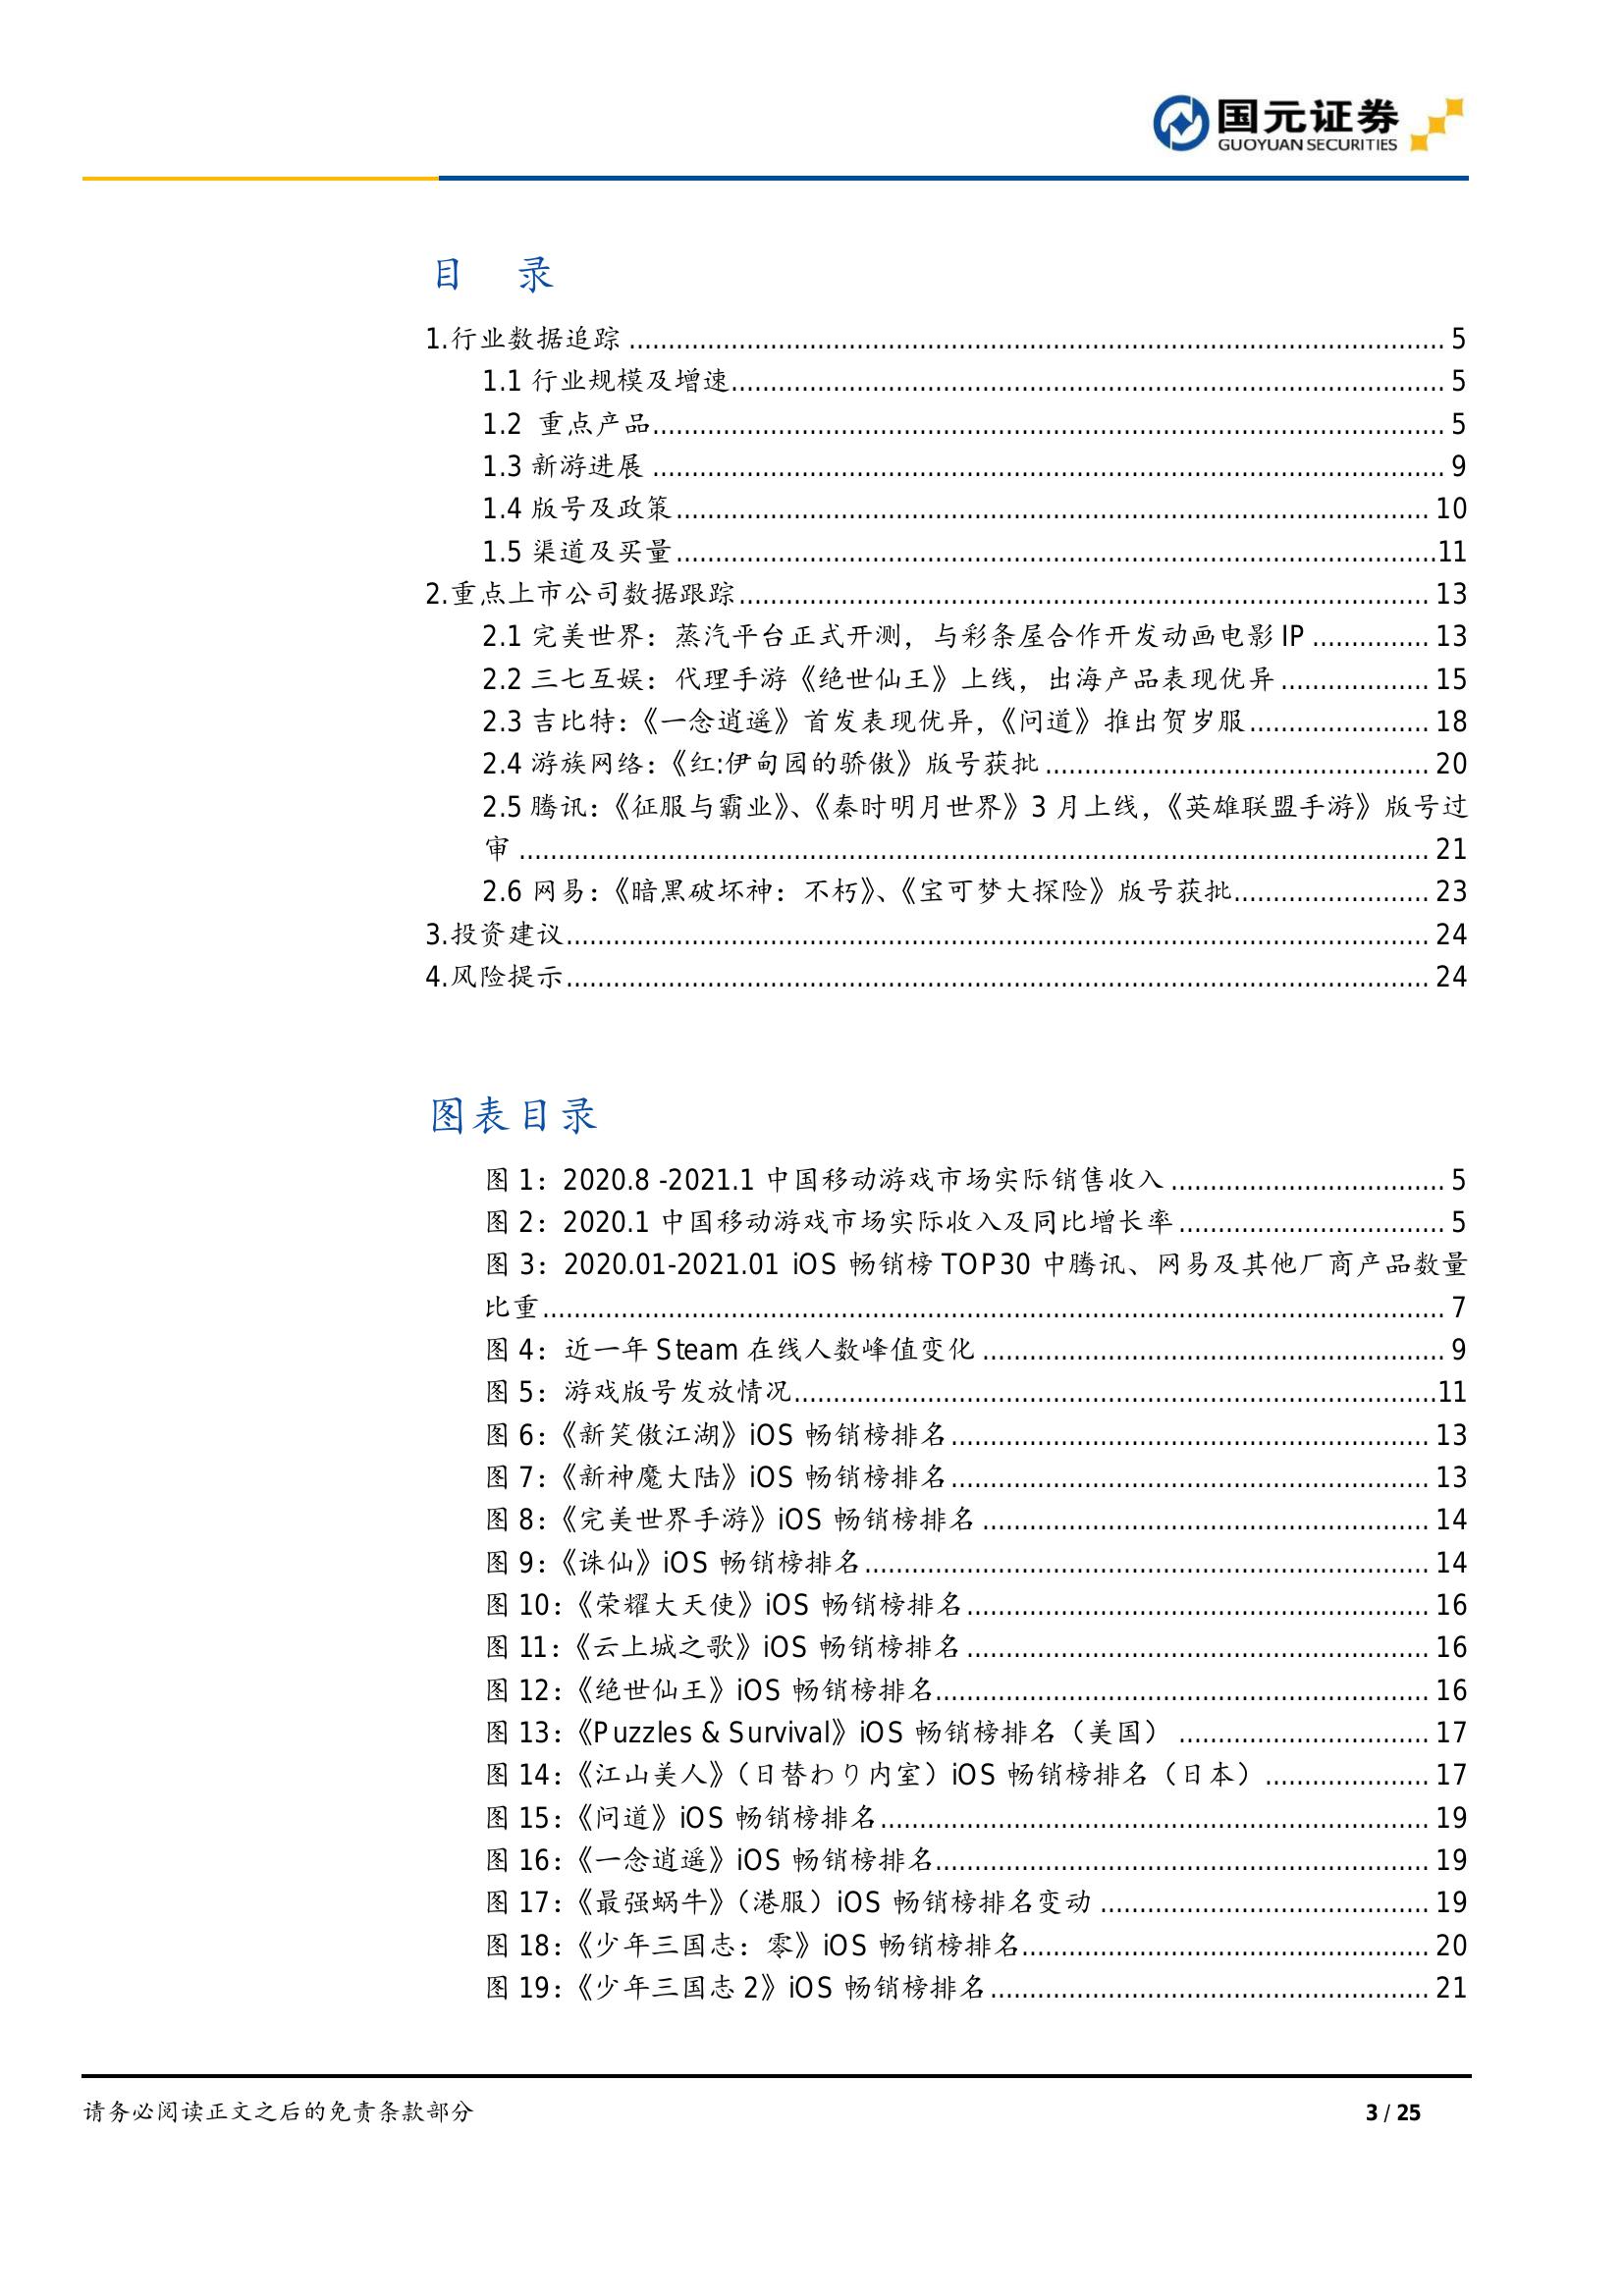 国元证券
GUOYUAN SECURITIES
目 录
1.行业数据追踪 ........ 5
1.1 行业规模及增速........ 5
1.2 重点产品........ 5
1.3 新游进展 ........ 9
1.4 版号及政策........ 10
1.5 渠道及买量........11
2.重点上市公司数据跟踪........ 13
2.1 完美世界：蒸汽平台正式开测，与彩条屋合作开发动画电影 IP ........ 13
2.2 三七互娱：代理手游《绝世仙王》上线，出海产品表现优异 ........ 15
2.3 吉比特：《一念逍遥》首发表现优异，《问道》推出贺岁服 ........ 18
2.4 游族网络：《红:伊甸园的骄傲》版号获批 ........ 20
2.5 腾讯：《征服与霸业》、《秦时明月世界》3 月上线，《英雄联盟手游》版号过
审 ........ 21
2.6 网易：《暗黑破坏神：不朽》、《宝可梦大探险》版号获批........ 23
3.投资建议........ 24
4.风险提示........ 24
图表目录
图 1：2020.8 -2021.1 中国移动游戏市场实际销售收入 ........ 5
图 2：2020.1 中国移动游戏市场实际收入及同比增长率 ........ 5
图 3：2020.01-2021.01 iOS 畅销榜 TOP30 中腾讯、网易及其他厂商产品数量
比重........ 7
图 4：近一年 Steam 在线人数峰值变化 ........ 9
图 5：游戏版号发放情况........11
图 6：《新笑傲江湖》iOS 畅销榜排名........ 13
图 7：《新神魔大陆》iOS 畅销榜排名........ 13
图 8：《完美世界手游》iOS 畅销榜排名 ........ 14
图 9：《诛仙》iOS 畅销榜排名........ 14
图 10：《荣耀大天使》iOS 畅销榜排名........ 16
图 11：《云上城之歌》iOS 畅销榜排名 ........ 16
图 12：《绝世仙王》iOS 畅销榜排名........ 16
图 13：《Puzzles & Survival》iOS 畅销榜排名（美国） ........ 17
图 14：《江山美人》（日替わり内室）iOS 畅销榜排名（日本）........ 17
图 15：《问道》iOS 畅销榜排名........ 19
图 16：《一念逍遥》iOS 畅销榜排名........ 19
图 17：《最强蜗牛》（港服）iOS 畅销榜排名变动 ........ 19
图 18：《少年三国志：零》iOS 畅销榜排名........ 20
图 19：《少年三国志 2》iOS 畅销榜排名........ 21
请务必阅读正文之后的免责条款部分
3 / 25